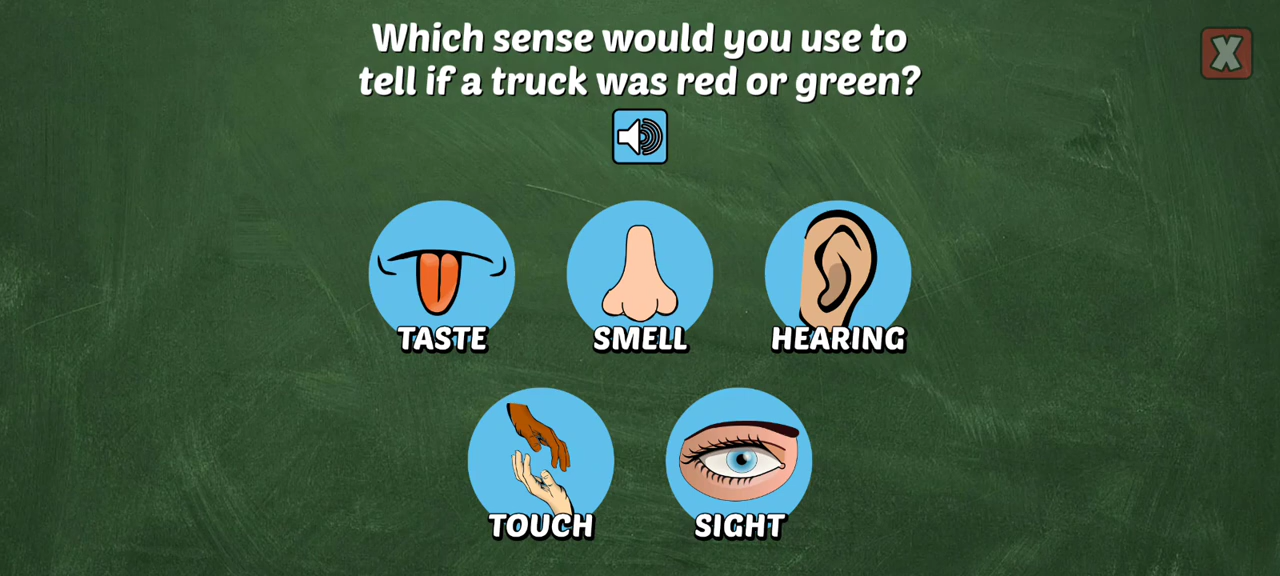 Which sense would you use to
tell if a truck was red or green?
X
TASTE
SMELL
HEARING
TOUCH
SIGHT